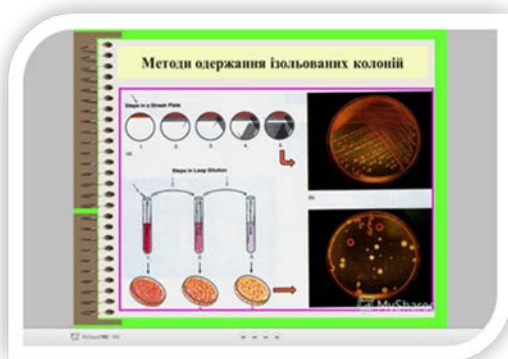 Методи одержання ізольованих колоній
Steps in a Streak Plate
1. 2. 3. 4. 5.
(a)
Steps in Loop Dilution
(b)
MyShared